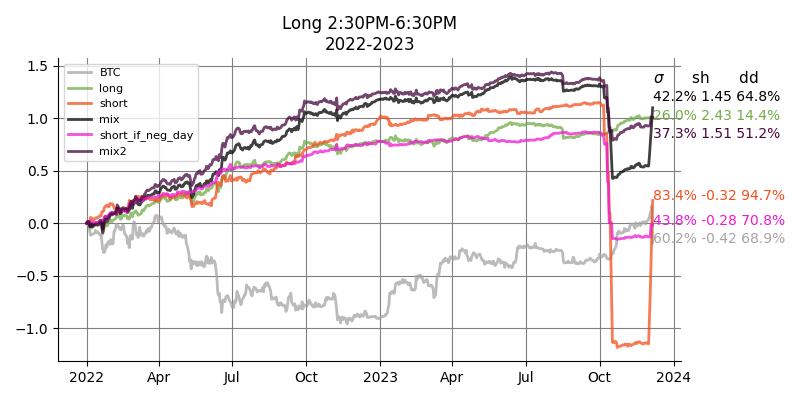 Long 2:30PM-6:30PM
2022-2023
σ sh dd
42.2% 1.45 64.8%
26.0% 2.43 14.4%
37.3% 1.51 51.2%
83.4% -0.32 94.7%
43.8% -0.28 70.8%
60.2% -0.42 68.9%
BTC
long
short
mix
short_if_neg_day
mix2
1.5
1.0
0.5
0.0
−0.5
−1.0
2022 Apr Jul Oct 2023 Apr Jul Oct 2024